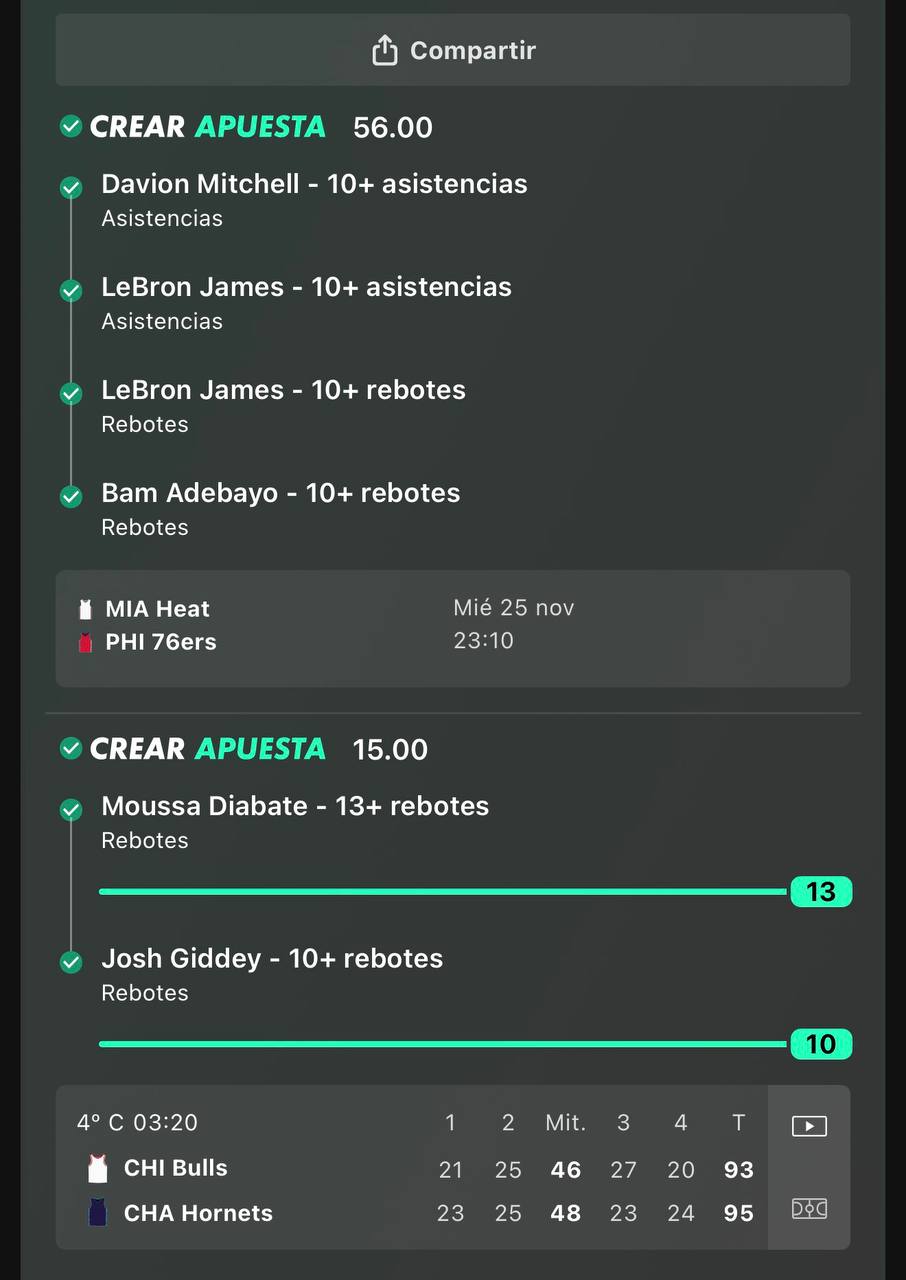 Compartir
CREAR APUESTA 56.00
Davion Mitchell - 10+ asistencias
Asistencias
LeBron James - 10+ asistencias
Asistencias
LeBron James - 10+ rebotes
Rebotes
Bam Adebayo - 10+ rebotes
Rebotes
MIA Heat Mié 25 nov
PHI 76ers 23:10
CREAR APUESTA 15.00
Moussa Diabate - 13+ rebotes
Rebotes
13
Josh Giddey - 10+ rebotes
Rebotes
10
4º C 03:20 1 2 Mit. 3 4 T
CHI Bulls 21 25 46 27 20 93
CHA Hornets 23 25 48 23 24 95